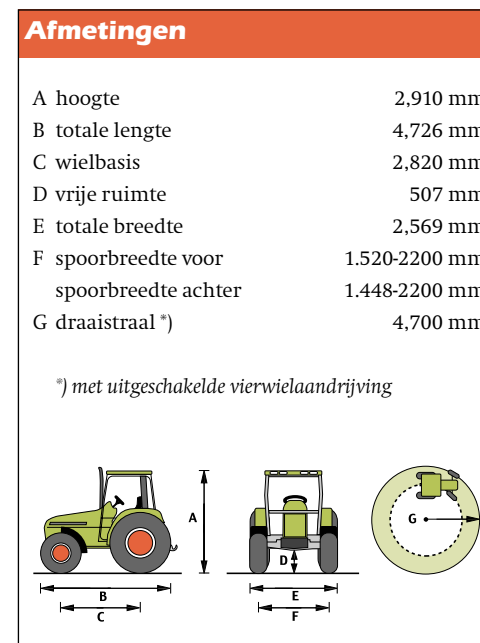 Afmetingen
A hoogte 2,910 mm
B totale lengte 4,726 mm
C wielbasis 2,820 mm
D vrije ruimte 507 mm
E totale breedte 2,569 mm
F spoorbreedte voor 1.520-2200 mm
spoorbreedte achter 1.448-2200 mm
G draaistraal *) 4,700 mm
*) met uitgeschakelde vierwielaandrijving
A
D
G
B
E
C
F